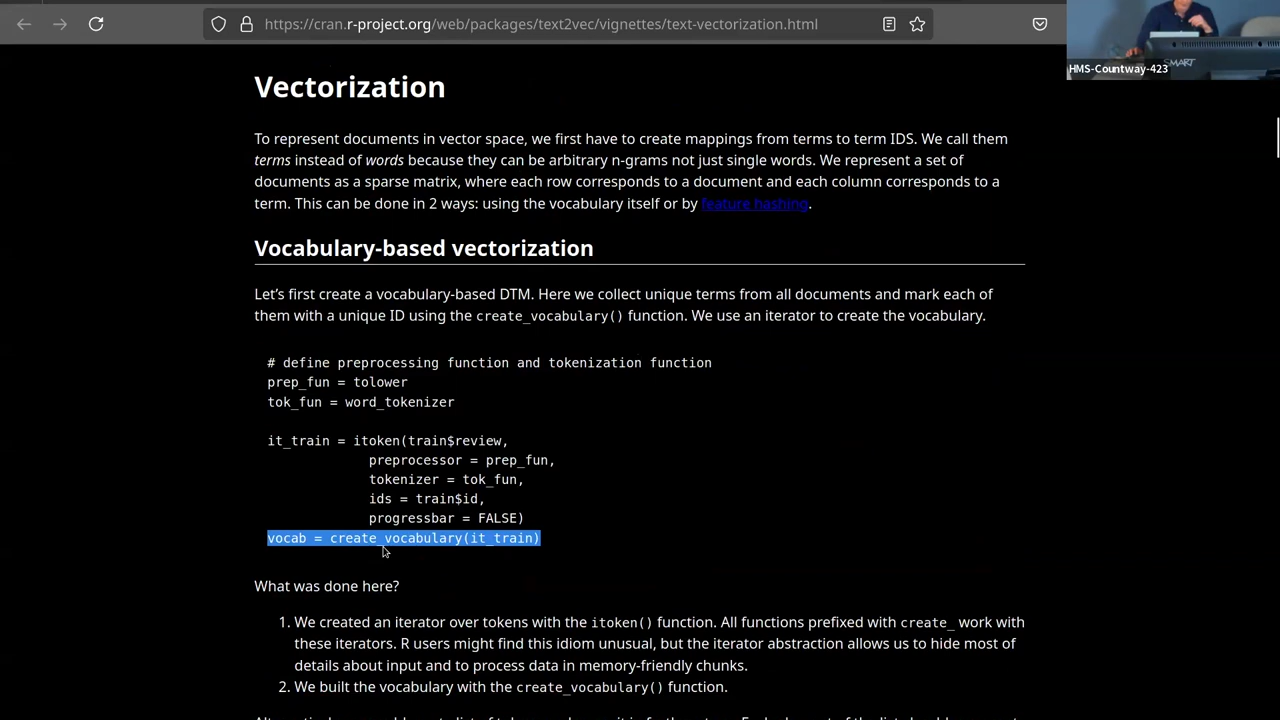 https://cran.r-project.org/web/packages/text2vec/vignettes/text-vectorization.html
SMART
HMS-Countway-423
Vectorization
To represent documents in vector space, we first have to create mappings from terms to term IDS. We call them
terms instead of words because they can be arbitrary n-grams not just single words. We represent a set of
documents as a sparse matrix, where each row corresponds to a document and each column corresponds to a
term. This can be done in 2 ways: using the vocabulary itself or by feature hashing.
Vocabulary-based vectorization
Let’s first create a vocabulary-based DTM. Here we collect unique terms from all documents and mark each of
them with a unique ID using the create_vocabulary() function. We use an iterator to create the vocabulary.
# define preprocessing function and tokenization function
prep_fun = tolower
tok_fun = word_tokenizer
it_train = itoken(train$review,
preprocessor = prep_fun,
tokenizer = tok_fun,
ids = train$id,
progressbar = FALSE)
vocab = create_vocabulary(it_train)
What was done here?
1. We created an iterator over tokens with the itoken() function. All functions prefixed with create_ work with
these iterators. R users might find this idiom unusual, but the iterator abstraction allows us to hide most of
details about input and to process data in memory-friendly chunks.
2. We built the vocabulary with the create_vocabulary() function.